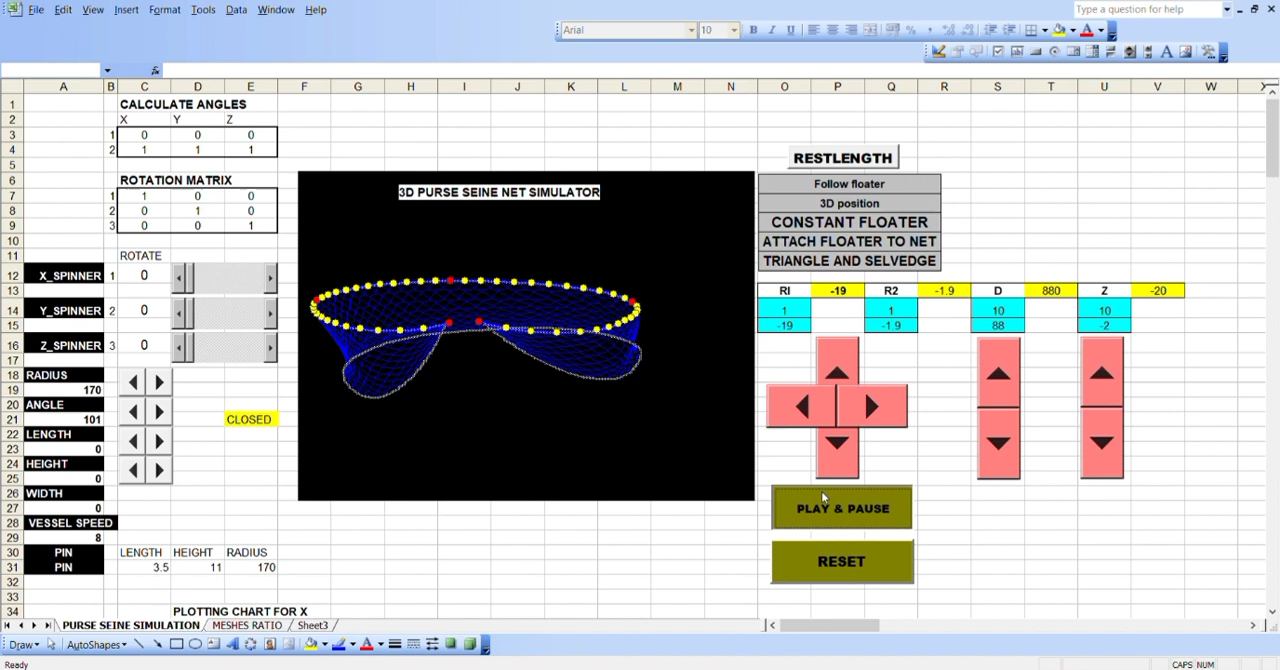 File Edit View Insert Format Tools Data Window Help Type a question for help
Arial 10 B I U
fx
A B C D E F G H I J K L M N O P Q R S T U V W X
1 CALCULATE ANGLES
2 X Y Z
3 1 0 0 0
4 2 1 1 1
5 RESTLENGTH
6 ROTATION MATRIX 3D PURSE SEINE NET SIMULATOR Follow floater
7 1 1 0 0 3D position
8 2 0 1 0 CONSTANT FLOATER
9 3 0 0 1 ATTACH FLOATER TO NET
10 TRIANGLE AND SELVEDGE
11 ROTATE
12 X_SPINNER 1 0
13 RI -19 R2 -1.9 D 880 Z -20
14 Y_SPINNER 2 0 1 1 10 10
15 -19 -1.9 88 -2
16 Z_SPINNER 3 0
17
18 RADIUS
19 170
20 ANGLE
21 101 CLOSED
22 LENGTH
23 0
24 HEIGHT
25 0
26 WIDTH
27 0 PLAY & PAUSE
28 VESSEL SPEED
29 8
30 PIN LENGTH HEIGHT RADIUS
31 PIN 3.5 11 170 RESET
32
33
34 PLOTTING CHART FOR X
PURSE SEINE SIMULATION MESHES RATIO Sheet3
Draw AutoShapes
Ready CAPS NUM